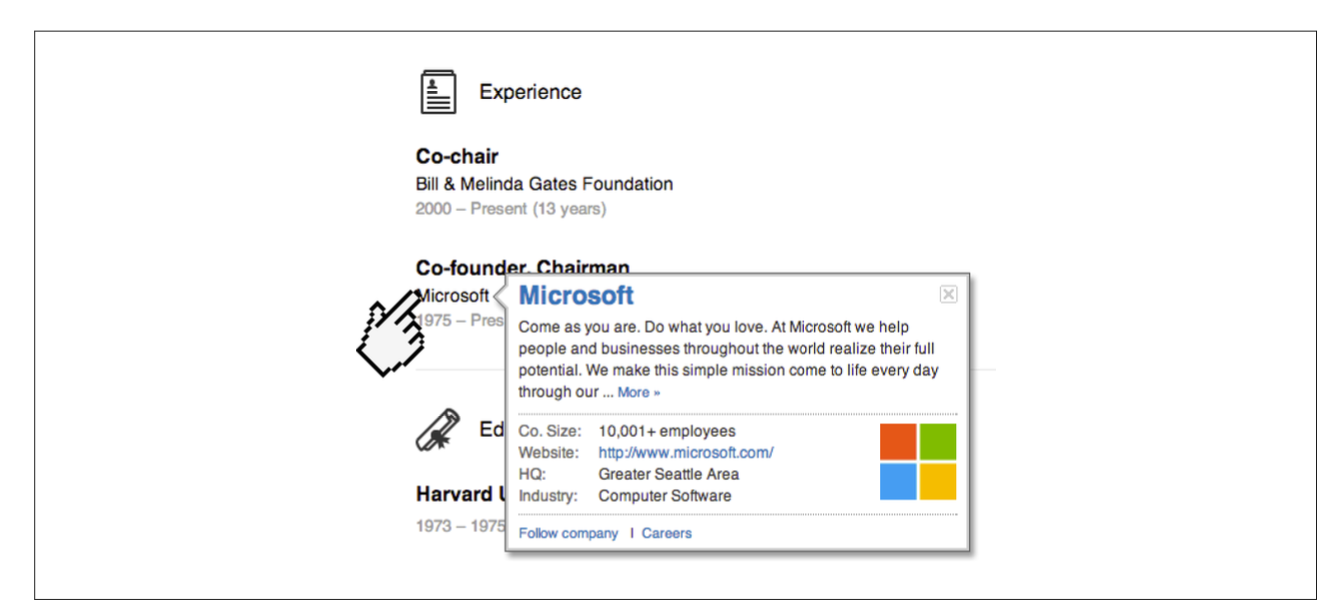 Experience
Co-chair
Bill & Melinda Gates Foundation
2000 – Present (13 years)
Co-founder, Chairman
Microsoft
1975 – Pres
Microsoft
Come as you are. Do what you love. At Microsoft we help
people and businesses throughout the world realize their full
potential. We make this simple mission come to life every day
through our ... More »
Co. Size: 10,001+ employees
Website: http://www.microsoft.com/
HQ: Greater Seattle Area
Industry: Computer Software
Follow company | Careers
Ed
Harvard U
1973 – 1975